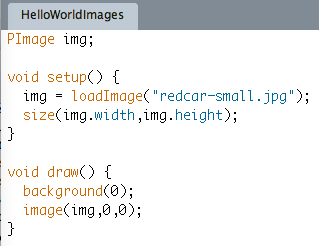 HelloWorldImages
PImage img;
void setup() {
  img = loadImage("redcar-small.jpg");
  size(img.width,img.height);
}
void draw() {
  background(0);
  image(img,0,0);
}